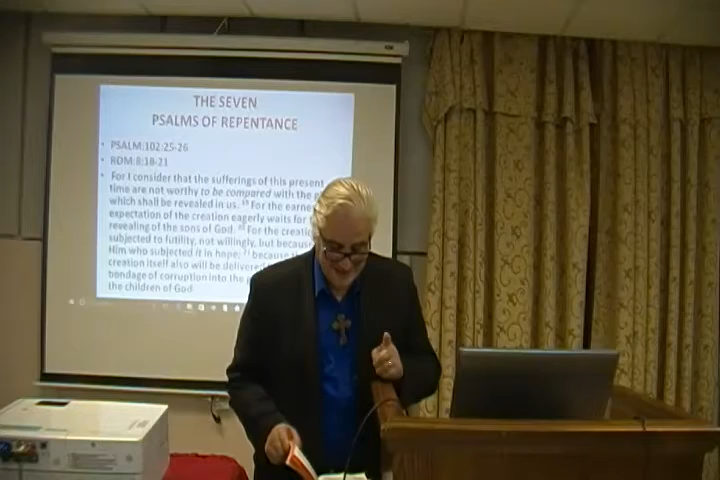 THE SEVEN
PSALMS OF REPENTANCE
• PSALM:102:25-26
• ROM:8:18-21
• For I consider that the sufferings of this present
time are not worthy to be compared with the
which shall be revealed in us. ¹⁹ For the
expectation of the creation eagerly waits for
revealing of the sons of God. ²⁰ For the
subjected to futility, not willingly, but because
Him who subjected it in hope; ²¹ because
creation itself also will be delivered
bondage of corruption into the
the children of God